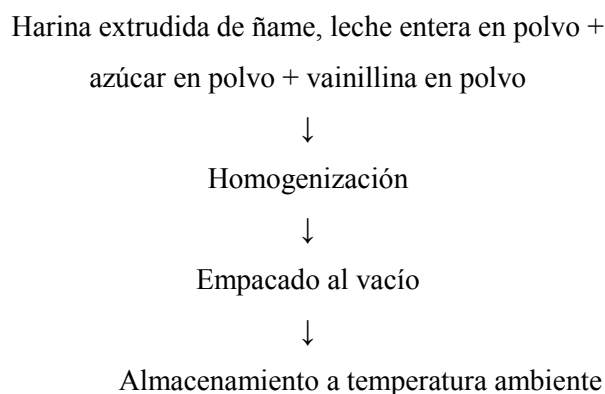 Harina extrudida de ñame, leche entera en polvo +
azúcar en polvo + vainillina en polvo
↓
Homogenización
↓
Empacado al vacío
↓
Almacenamiento a temperatura ambiente